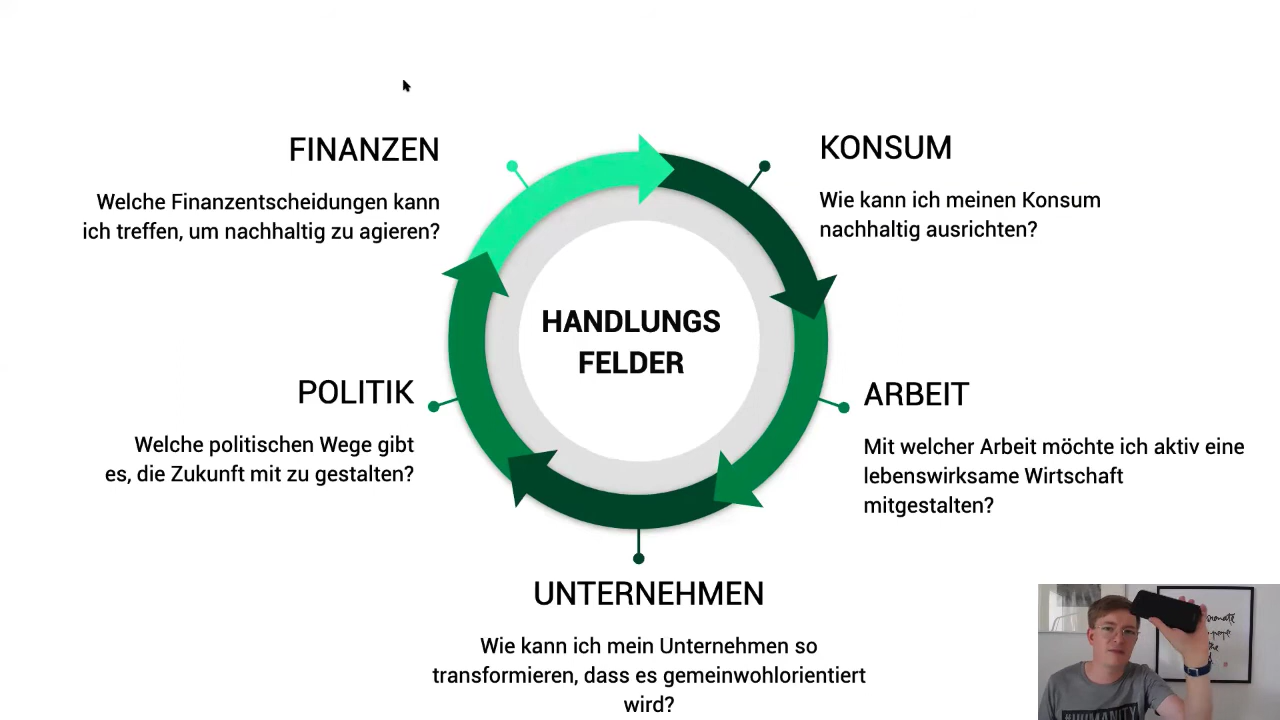 FINANZEN
Welche Finanzentscheidungen kann
ich treffen, um nachhaltig zu agieren?
KONSUM
Wie kann ich meinen Konsum
nachhaltig ausrichten?
HANDLUNGS
FELDER
POLITIK
Welche politischen Wege gibt
es, die Zukunft mit zu gestalten?
ARBEIT
Mit welcher Arbeit möchte ich aktiv eine
lebenswirksame Wirtschaft
mitgestalten?
UNTERNEHMEN
Wie kann ich mein Unternehmen so
transformieren, dass es gemeinwohlorientiert
wird?
#HUMANITY